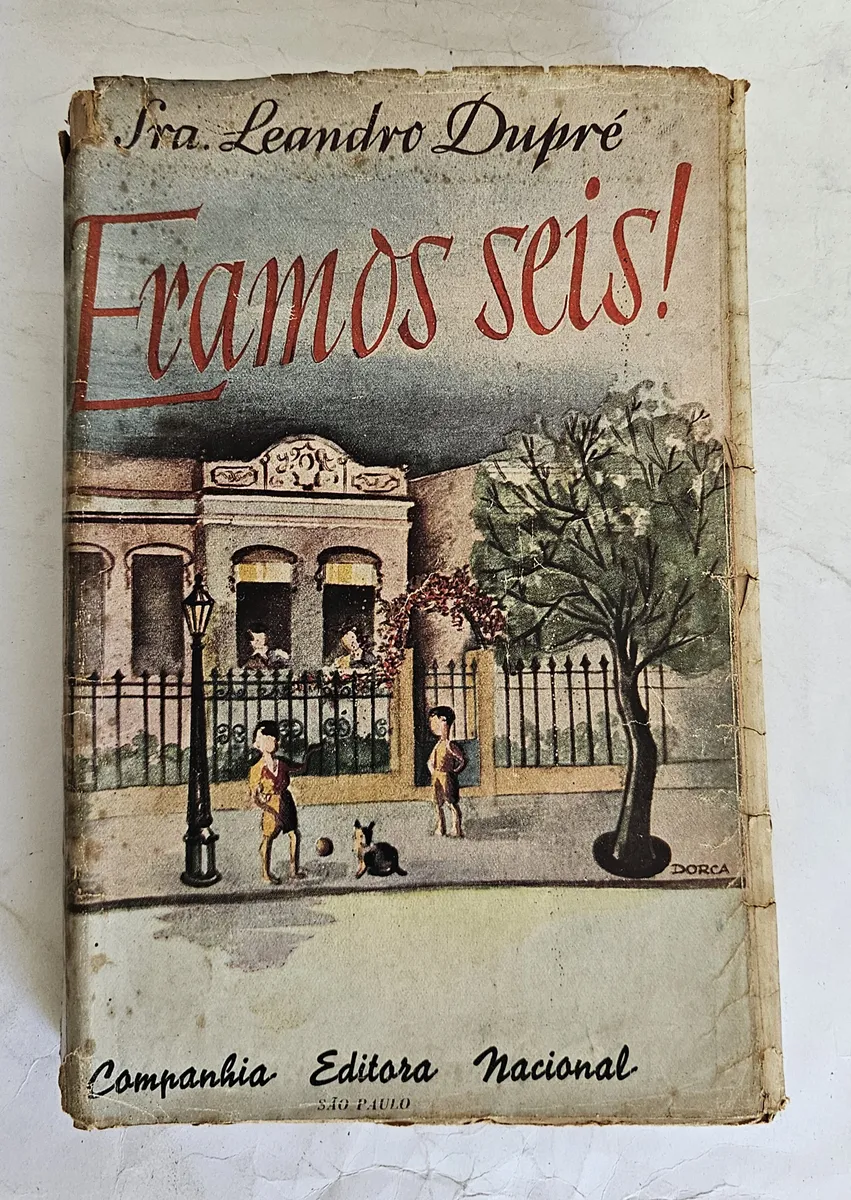 Sra. Leandro Dupré
Eramos seis!
DORCA
Companhia Editora Nacional
SÃO PAULO